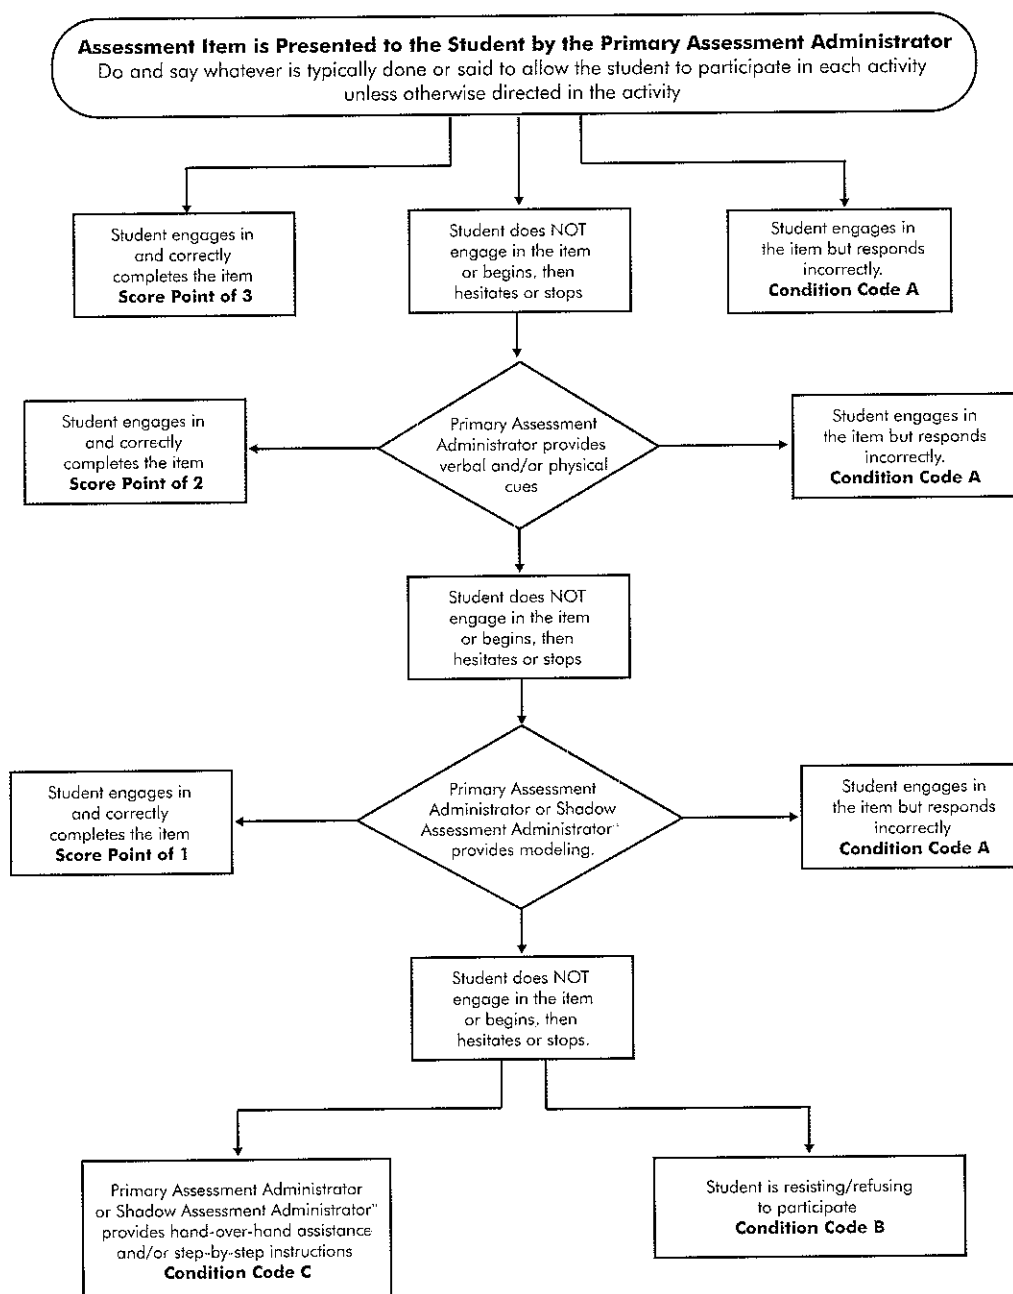 Assessment Item is Presented to the Student by the Primary Assessment Administrator
Do and say whatever is typically done or said to allow the student to participate in each activity
unless otherwise directed in the activity
Student engages in
and correctly
completes the item
Score Point of 3
Student does NOT
engage in the item
or begins, then
hesitates or stops
Student engages in
the item but responds
incorrectly.
Condition Code A
Student engages in
and correctly
completes the item
Score Point of 2
Primary Assessment
Administrator provides
verbal and/or physical
cues
Student engages in
the item but responds
incorrectly.
Condition Code A
Student does NOT
engage in the item
or begins, then
hesitates or stops
Student engages in
and correctly
completes the item
Score Point of 1
Primary Assessment
Administrator or Shadow
Assessment Administrator**
provides modeling.
Student engages in
the item but responds
incorrectly
Condition Code A
Student does NOT
engage in the item
or begins, then
hesitates or stops.
Primary Assessment Administrator
or Shadow Assessment Administrator**
provides hand-over-hand assistance
and/or step-by-step instructions
Condition Code C
Student is resisting/refusing
to participate
Condition Code B